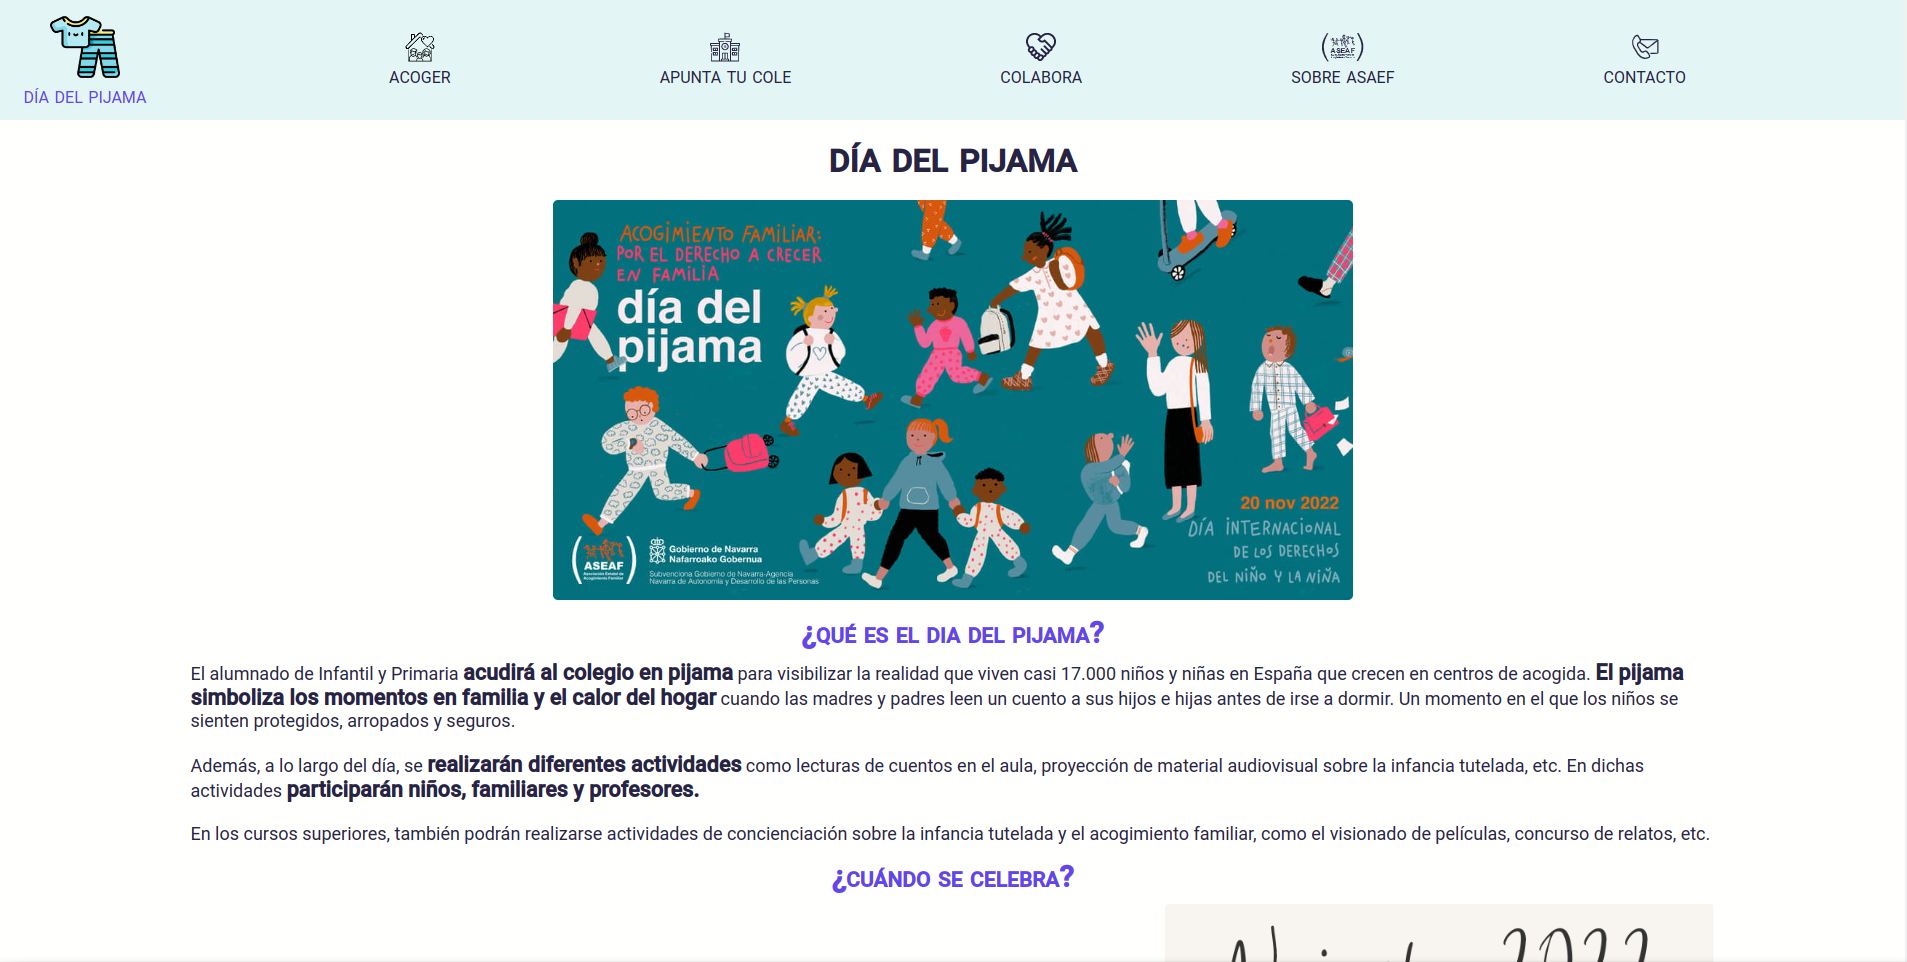 DÍA DEL PIJAMA
ACOGER
APUNTA TU COLE
ASEAF
COLABORA
SOBRE ASAEF
CONTACTO
DÍA DEL PIJAMA
ACOGIMIENTO FAMILIAR:
POR EL DERECHO A CRECER
EN FAMILIA
día del
pijama
20 nov 2022
DÍA INTERNACIONAL
DE LOS DERECHOS
DEL NIÑO Y LA NIÑA
ASEAF
Asociación Estatal de
Acogimiento Familiar
Gobierno de Navarra
Nafarroako Gobernua
Subvenciona Gobierno de Navarra-Agencia
Navarra de Autonomía y Desarrollo de las Personas
¿QUÉ ES EL DIA DEL PIJAMA?
El alumnado de Infantil y Primaria acudirá al colegio en pijama para visibilizar la realidad que viven casi 17.000 niños y niñas en España que crecen en centros de acogida. El pijama
simboliza los momentos en familia y el calor del hogar cuando las madres y padres leen un cuento a sus hijos e hijas antes de irse a dormir. Un momento en el que los niños se
sienten protegidos, arropados y seguros.
Además, a lo largo del día, se realizarán diferentes actividades como lecturas de cuentos en el aula, proyección de material audiovisual sobre la infancia tutelada, etc. En dichas
actividades participarán niños, familiares y profesores.
En los cursos superiores, también podrán realizarse actividades de concienciación sobre la infancia tutelada y el acogimiento familiar, como el visionado de películas, concurso de relatos, etc.
¿CUÁNDO SE CELEBRA?
2022